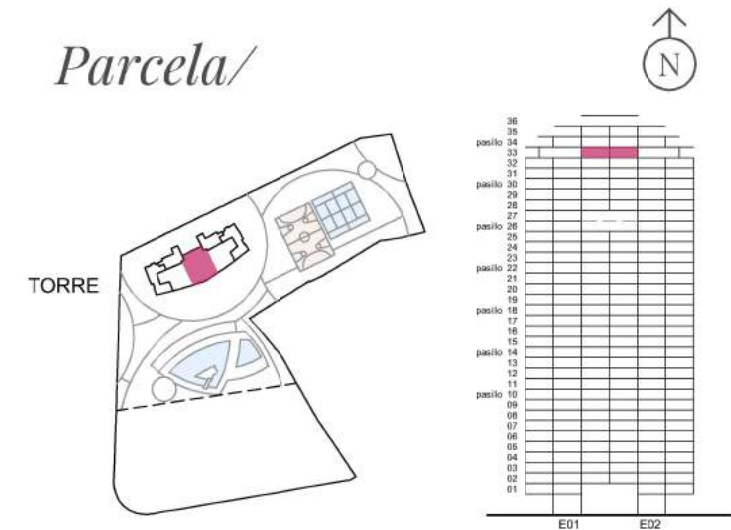 Parcela/
N
TORRE
36
35
pasillo 34
33
32
31
pasillo 30
29
28
27
pasillo 26
25
24
23
pasillo 22
21
20
19
pasillo 18
17
16
15
pasillo 14
13
12
11
pasillo 10
09
08
07
06
05
04
03
02
01
E01 E02